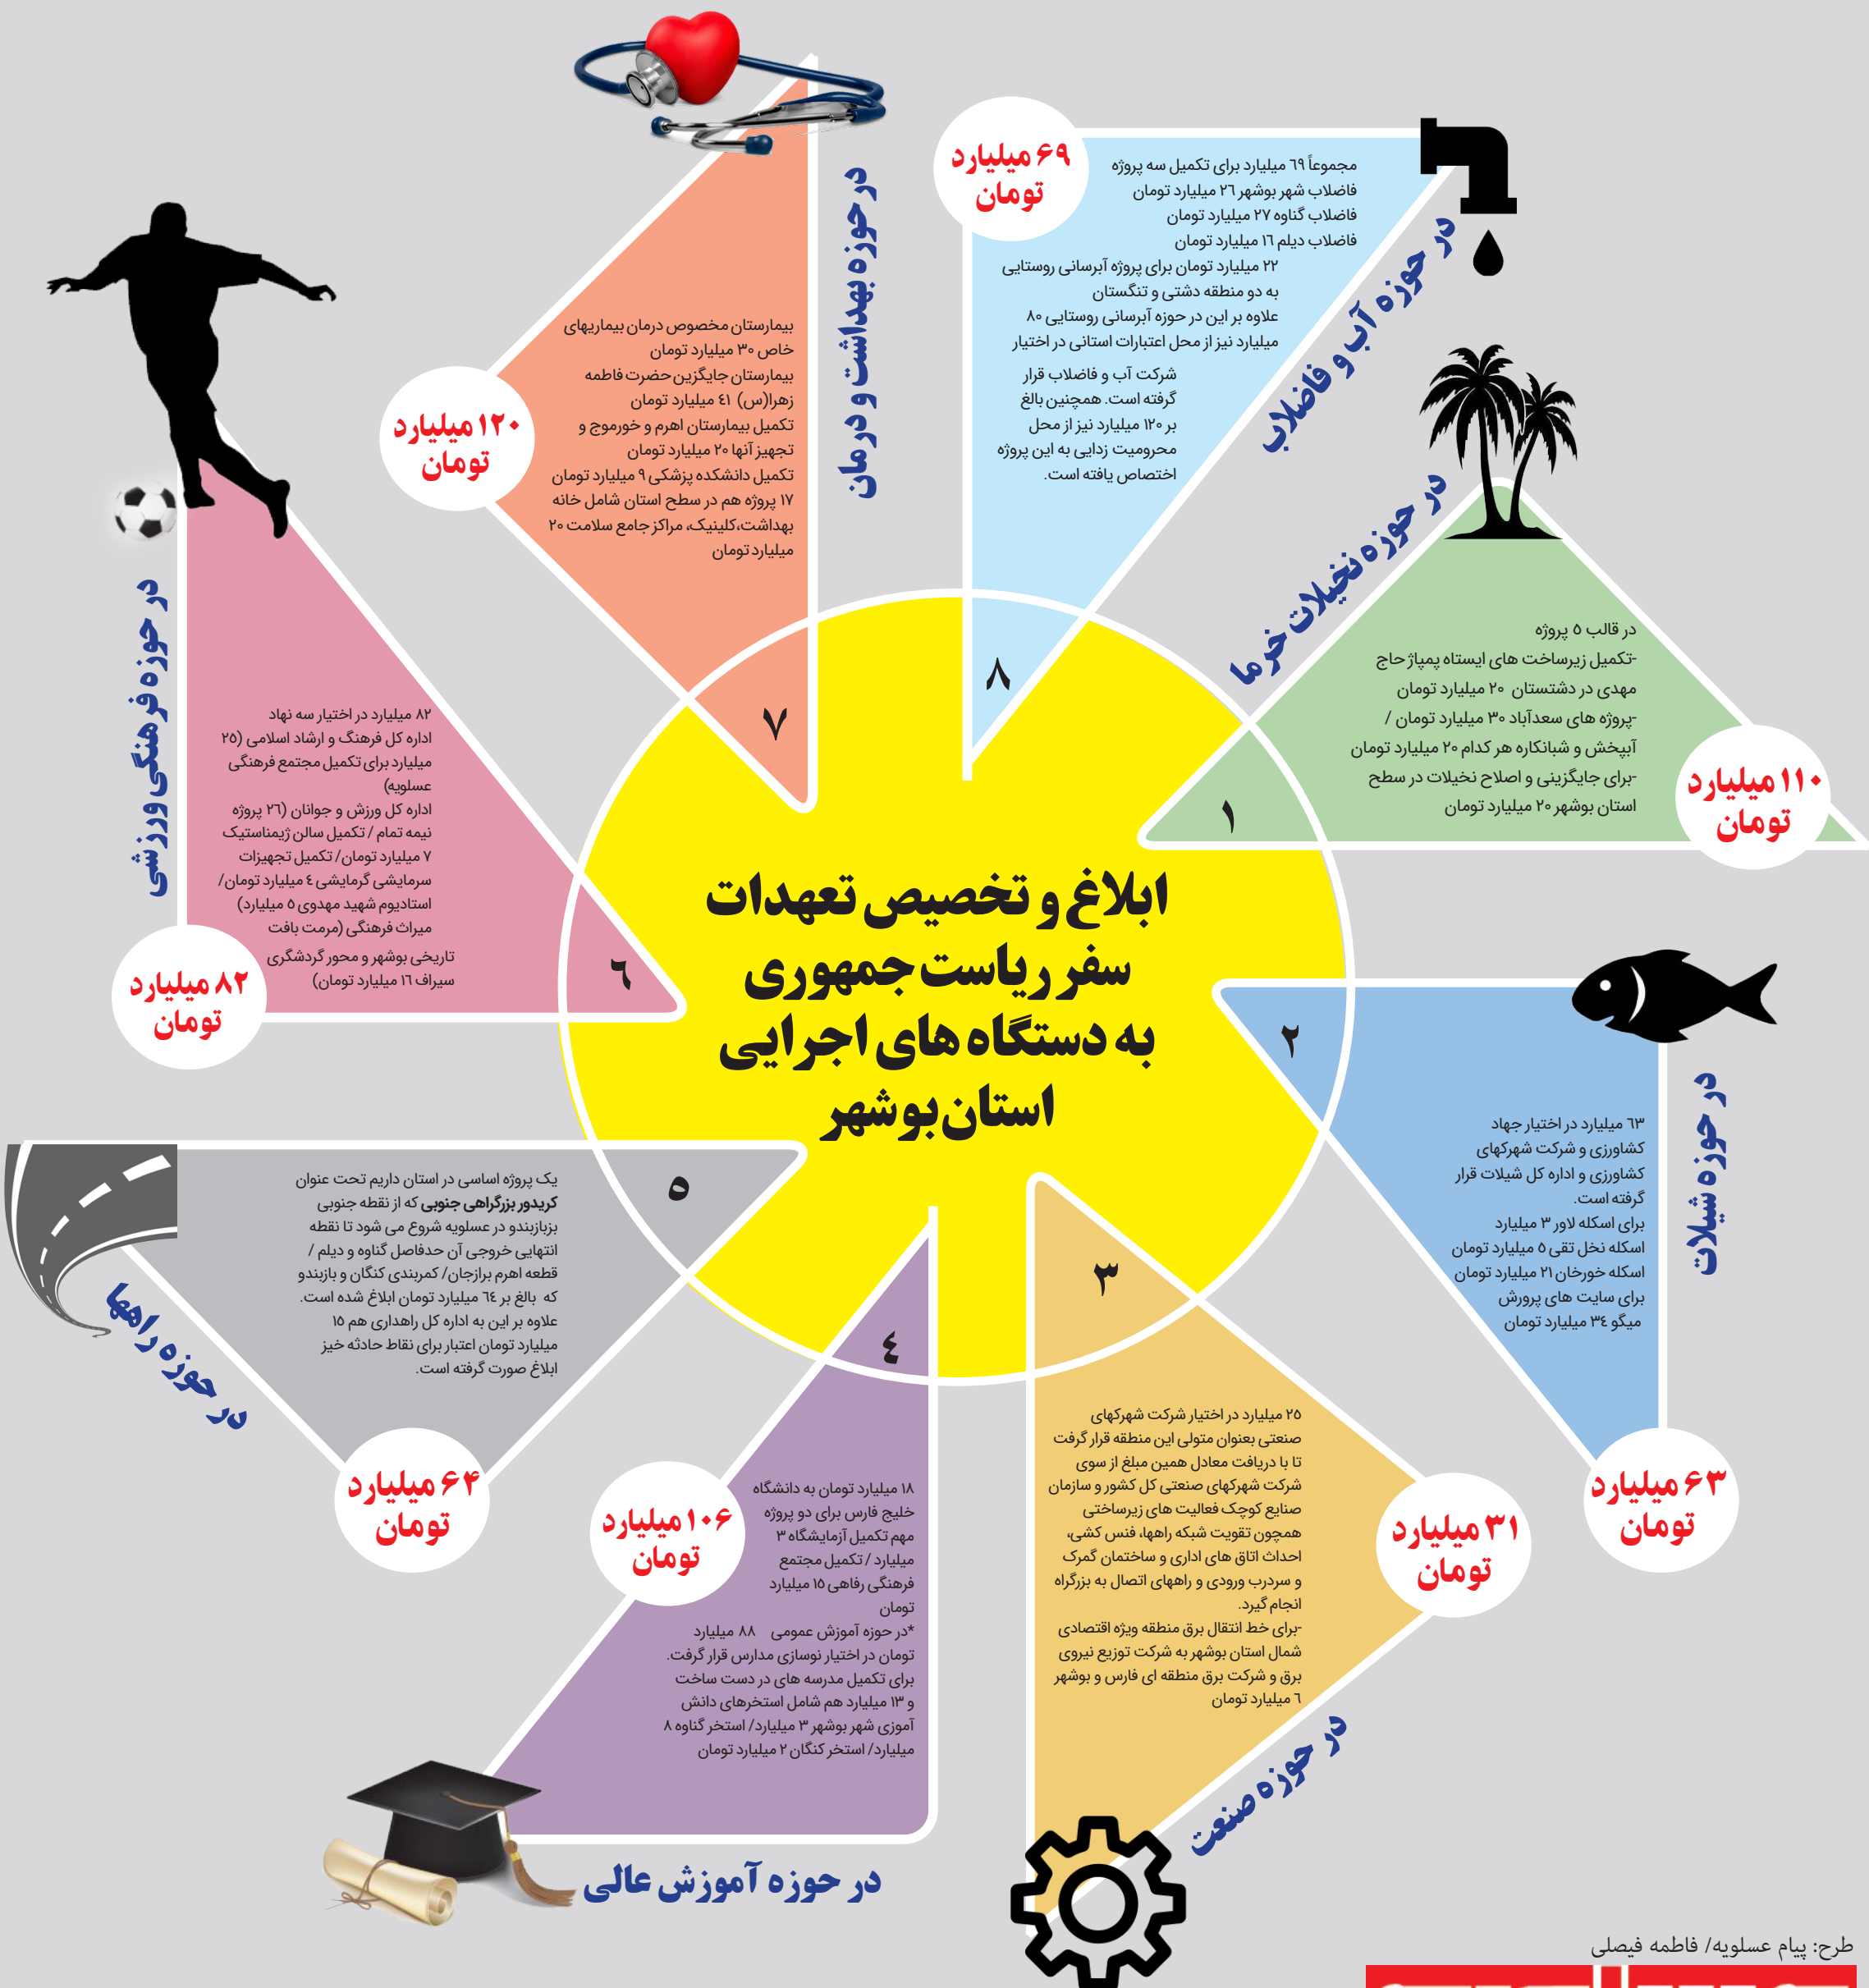 ابلاغ و تخصیص تعهدات
سفر ریاست جمهوری
به دستگاه های اجرایی
استان بوشهر
در حوزه نخیلات خرما
۱
در قالب ٥ پروژه
-تکمیل زیرساخت های ایستاه پمپاژ حاج
مهدی در دشتستان ۲۰ میلیارد تومان
-پروژه های سعدآباد ۳۰ میلیارد تومان /
آبپخش و شبانکاره هر کدام ۲۰ میلیارد تومان
-برای جایگزینی و اصلاح نخیلات در سطح
استان بوشهر ۲۰ میلیارد تومان
۱۱۰ میلیارد
تومان
در حوزه شیلات
۲
٦۳ میلیارد در اختیار جهاد
کشاورزی و شرکت شهرکهای
کشاورزی و اداره کل شیلات قرار
گرفته است.
برای اسکله لاور ۳ میلیارد
اسکله نخل تقی ٥ میلیارد تومان
اسکله خورخان ۲۱ میلیارد تومان
برای سایت های پرورش
میگو ۳٤ میلیارد تومان
۶۳ میلیارد
تومان
در حوزه صنعت
۳
۲٥ میلیارد در اختیار شرکت شهرکهای
صنعتی بعنوان متولی این منطقه قرار گرفت
تا با دریافت معادل همین مبلغ از سوی
شرکت شهرکهای صنعتی کل کشور و سازمان
صنایع کوچک فعالیت های زیرساختی
همچون تقویت شبکه راهها، فنس کشی،
احداث اتاق های اداری و ساختمان گمرک
و سردرب ورودی و راههای اتصال به بزرگراه
انجام گیرد.
-برای خط انتقال برق منطقه ویژه اقتصادی
شمال استان بوشهر به شرکت توزیع نیروی
برق و شرکت برق منطقه ای فارس و بوشهر
٦ میلیارد تومان
۳۱ میلیارد
تومان
در حوزه آموزش عالی
٤
۱۸ میلیارد تومان به دانشگاه
خلیج فارس برای دو پروژه
مهم تکمیل آزمایشگاه ۳
میلیارد / تکمیل مجتمع
فرهنگی رفاهی ۱٥ میلیارد
تومان
*در حوزه آموزش عمومی ۸۸ میلیارد
تومان در اختیار نوسازی مدارس قرار گرفت.
برای تکمیل مدرسه های در دست ساخت
و ۱۳ میلیارد هم شامل استخرهای دانش
آموزی شهر بوشهر ۳ میلیارد/ استخر گناوه ۸
میلیارد/ استخر کنگان ۲ میلیارد تومان
۱۰۶ میلیارد
تومان
در حوزه راهها
٥
یک پروژه اساسی در استان داریم تحت عنوان
کریدور بزرگراهی جنوبی که از نقطه جنوبی
بزبازبندو در عسلویه شروع می شود تا نقطه
انتهایی خروجی آن حدفاصل گناوه و دیلم /
قطعه اهرم برازجان/ کمربندی کنگان و بازبندو
که بالغ بر ٦٤ میلیارد تومان ابلاغ شده است.
علاوه بر این به اداره کل راهداری هم ۱٥
میلیارد تومان اعتبار برای نقاط حادثه خیز
ابلاغ صورت گرفته است.
۶۴ میلیارد
تومان
در حوزه فرهنگی ورزشی
٦
۸۲ میلیارد در اختیار سه نهاد
اداره کل فرهنگ و ارشاد اسلامی (۲٥
میلیارد برای تکمیل مجتمع فرهنگی
عسلویه)
اداره کل ورزش و جوانان (۲٦ پروژه
نیمه تمام / تکمیل سالن ژیمناستیک
۷ میلیارد تومان/ تکمیل تجهیزات
سرمایشی گرمایشی ٤ میلیارد تومان/
استادیوم شهید مهدوی ٥ میلیارد)
میراث فرهنگی (مرمت بافت
تاریخی بوشهر و محور گردشگری
سیراف ۱٦ میلیارد تومان)
۸۲ میلیارد
تومان
در حوزه بهداشت و درمان
۷
بیمارستان مخصوص درمان بیماریهای
خاص ۳۰ میلیارد تومان
بیمارستان جایگزین حضرت فاطمه
زهرا(س) ٤۱ میلیارد تومان
تکمیل بیمارستان اهرم و خورموج و
تجهیز آنها ۲۰ میلیارد تومان
تکمیل دانشکده پزشکی ۹ میلیارد تومان
۱۷ پروژه هم در سطح استان شامل خانه
بهداشت،کلینیک، مراکز جامع سلامت ۲۰
میلیارد تومان
۱۲۰ میلیارد
تومان
در حوزه آب و فاضلاب
۸
مجموعاً ٦۹ میلیارد برای تکمیل سه پروژه
فاضلاب شهر بوشهر ۲٦ میلیارد تومان
فاضلاب گناوه ۲۷ میلیارد تومان
فاضلاب دیلم ۱٦ میلیارد تومان
۲۲ میلیارد تومان برای پروژه آبرسانی روستایی
به دو منطقه دشتی و تنگستان
علاوه بر این در حوزه آبرسانی روستایی ۸۰
میلیارد نیز از محل اعتبارات استانی در اختیار
شرکت آب و فاضلاب قرار
گرفته است. همچنین بالغ
بر ۱۲۰ میلیارد نیز از محل
محرومیت زدایی به این پروژه
اختصاص یافته است.
۶۹ میلیارد
تومان
طرح: پیام عسلویه/ فاطمه فیصلی